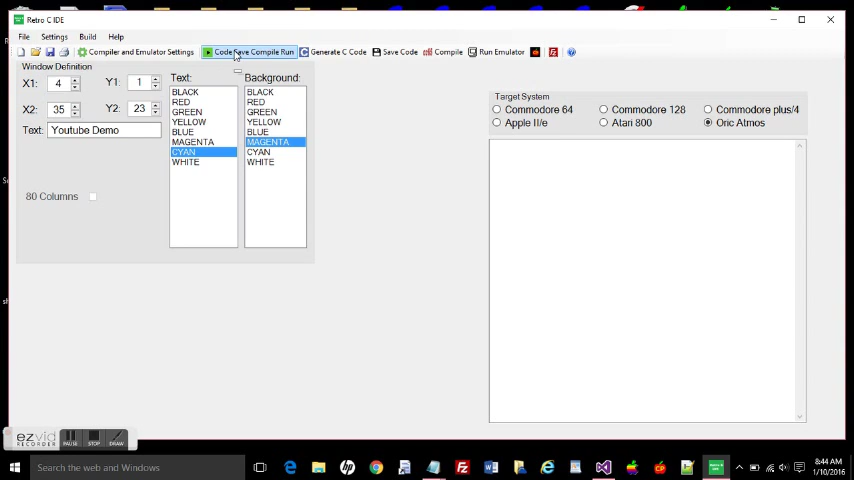 Retro C IDE
File Settings Build Help
Compiler and Emulator Settings Code Save Compile Run Generate C Code Save Code Compile Run Emulator
Window Definition
X1: 4 Y1: 1
X2: 35 Y2: 23
Text: Youtube Demo
80 Columns
Text:
BLACK
RED
GREEN
YELLOW
BLUE
MAGENTA
CYAN
WHITE
Background:
BLACK
RED
GREEN
YELLOW
BLUE
MAGENTA
CYAN
WHITE
Target System
Commodore 64 Commodore 128 Commodore plus/4
Apple II/e Atari 800 Oric Atmos
ezvid
RECORDER
PAUSE STOP DRAW
Search the web and Windows
8:44 AM
1/10/2016